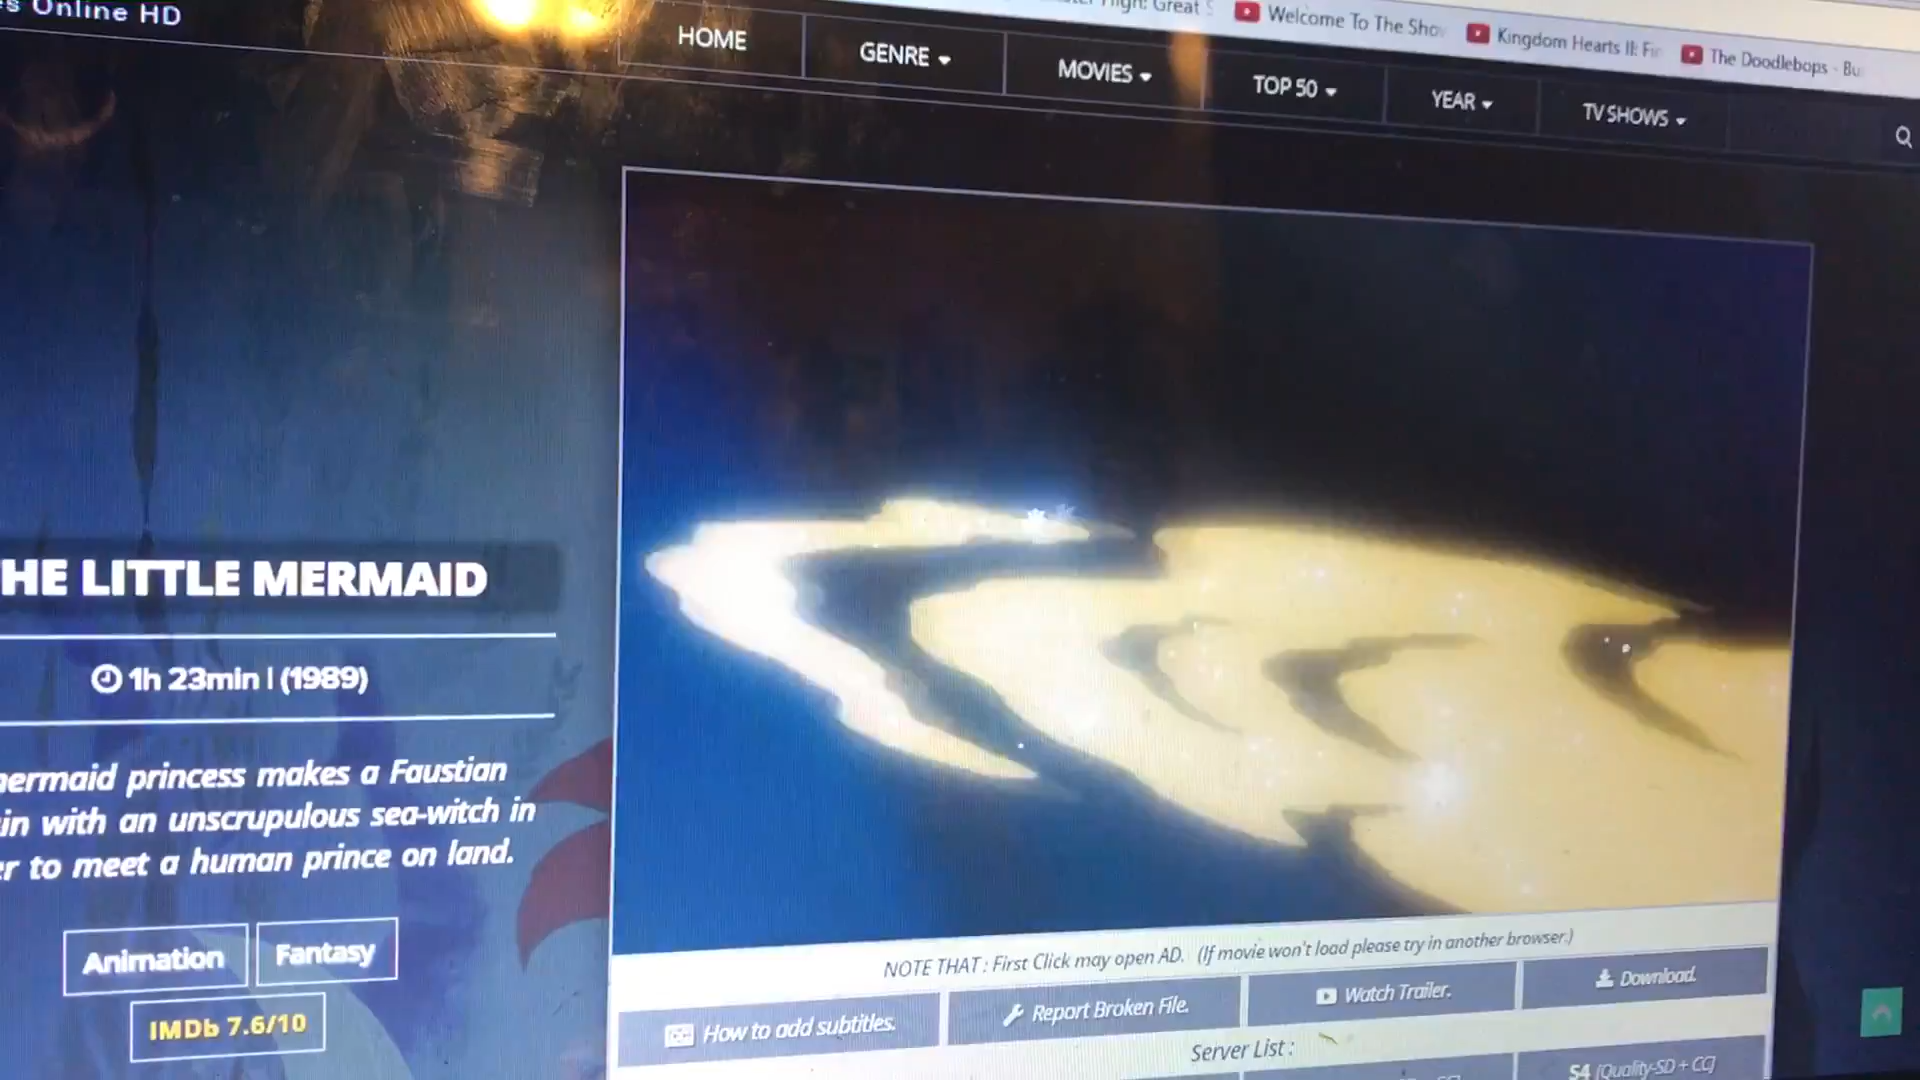 Online HD
High: Great
Welcome To The Sho
Kingdom Hearts II: Fi
The Doodlebops - Bu
HOME
GENRE
MOVIES
TOP 50
YEAR
TV SHOWS
HE LITTLE MERMAID
1h 23min | (1989)
ermaid princess makes a Faustian
in with an unscrupulous sea-witch in
r to meet a human prince on land.
Animation
Fantasy
IMDb 7.6/10
NOTE THAT : First Click may open AD. (If movie won't load please try in another browser.)
How to add subtitles.
Report Broken File.
Watch Trailer.
Download.
Server List :
S4 (Quality-SD + CC)